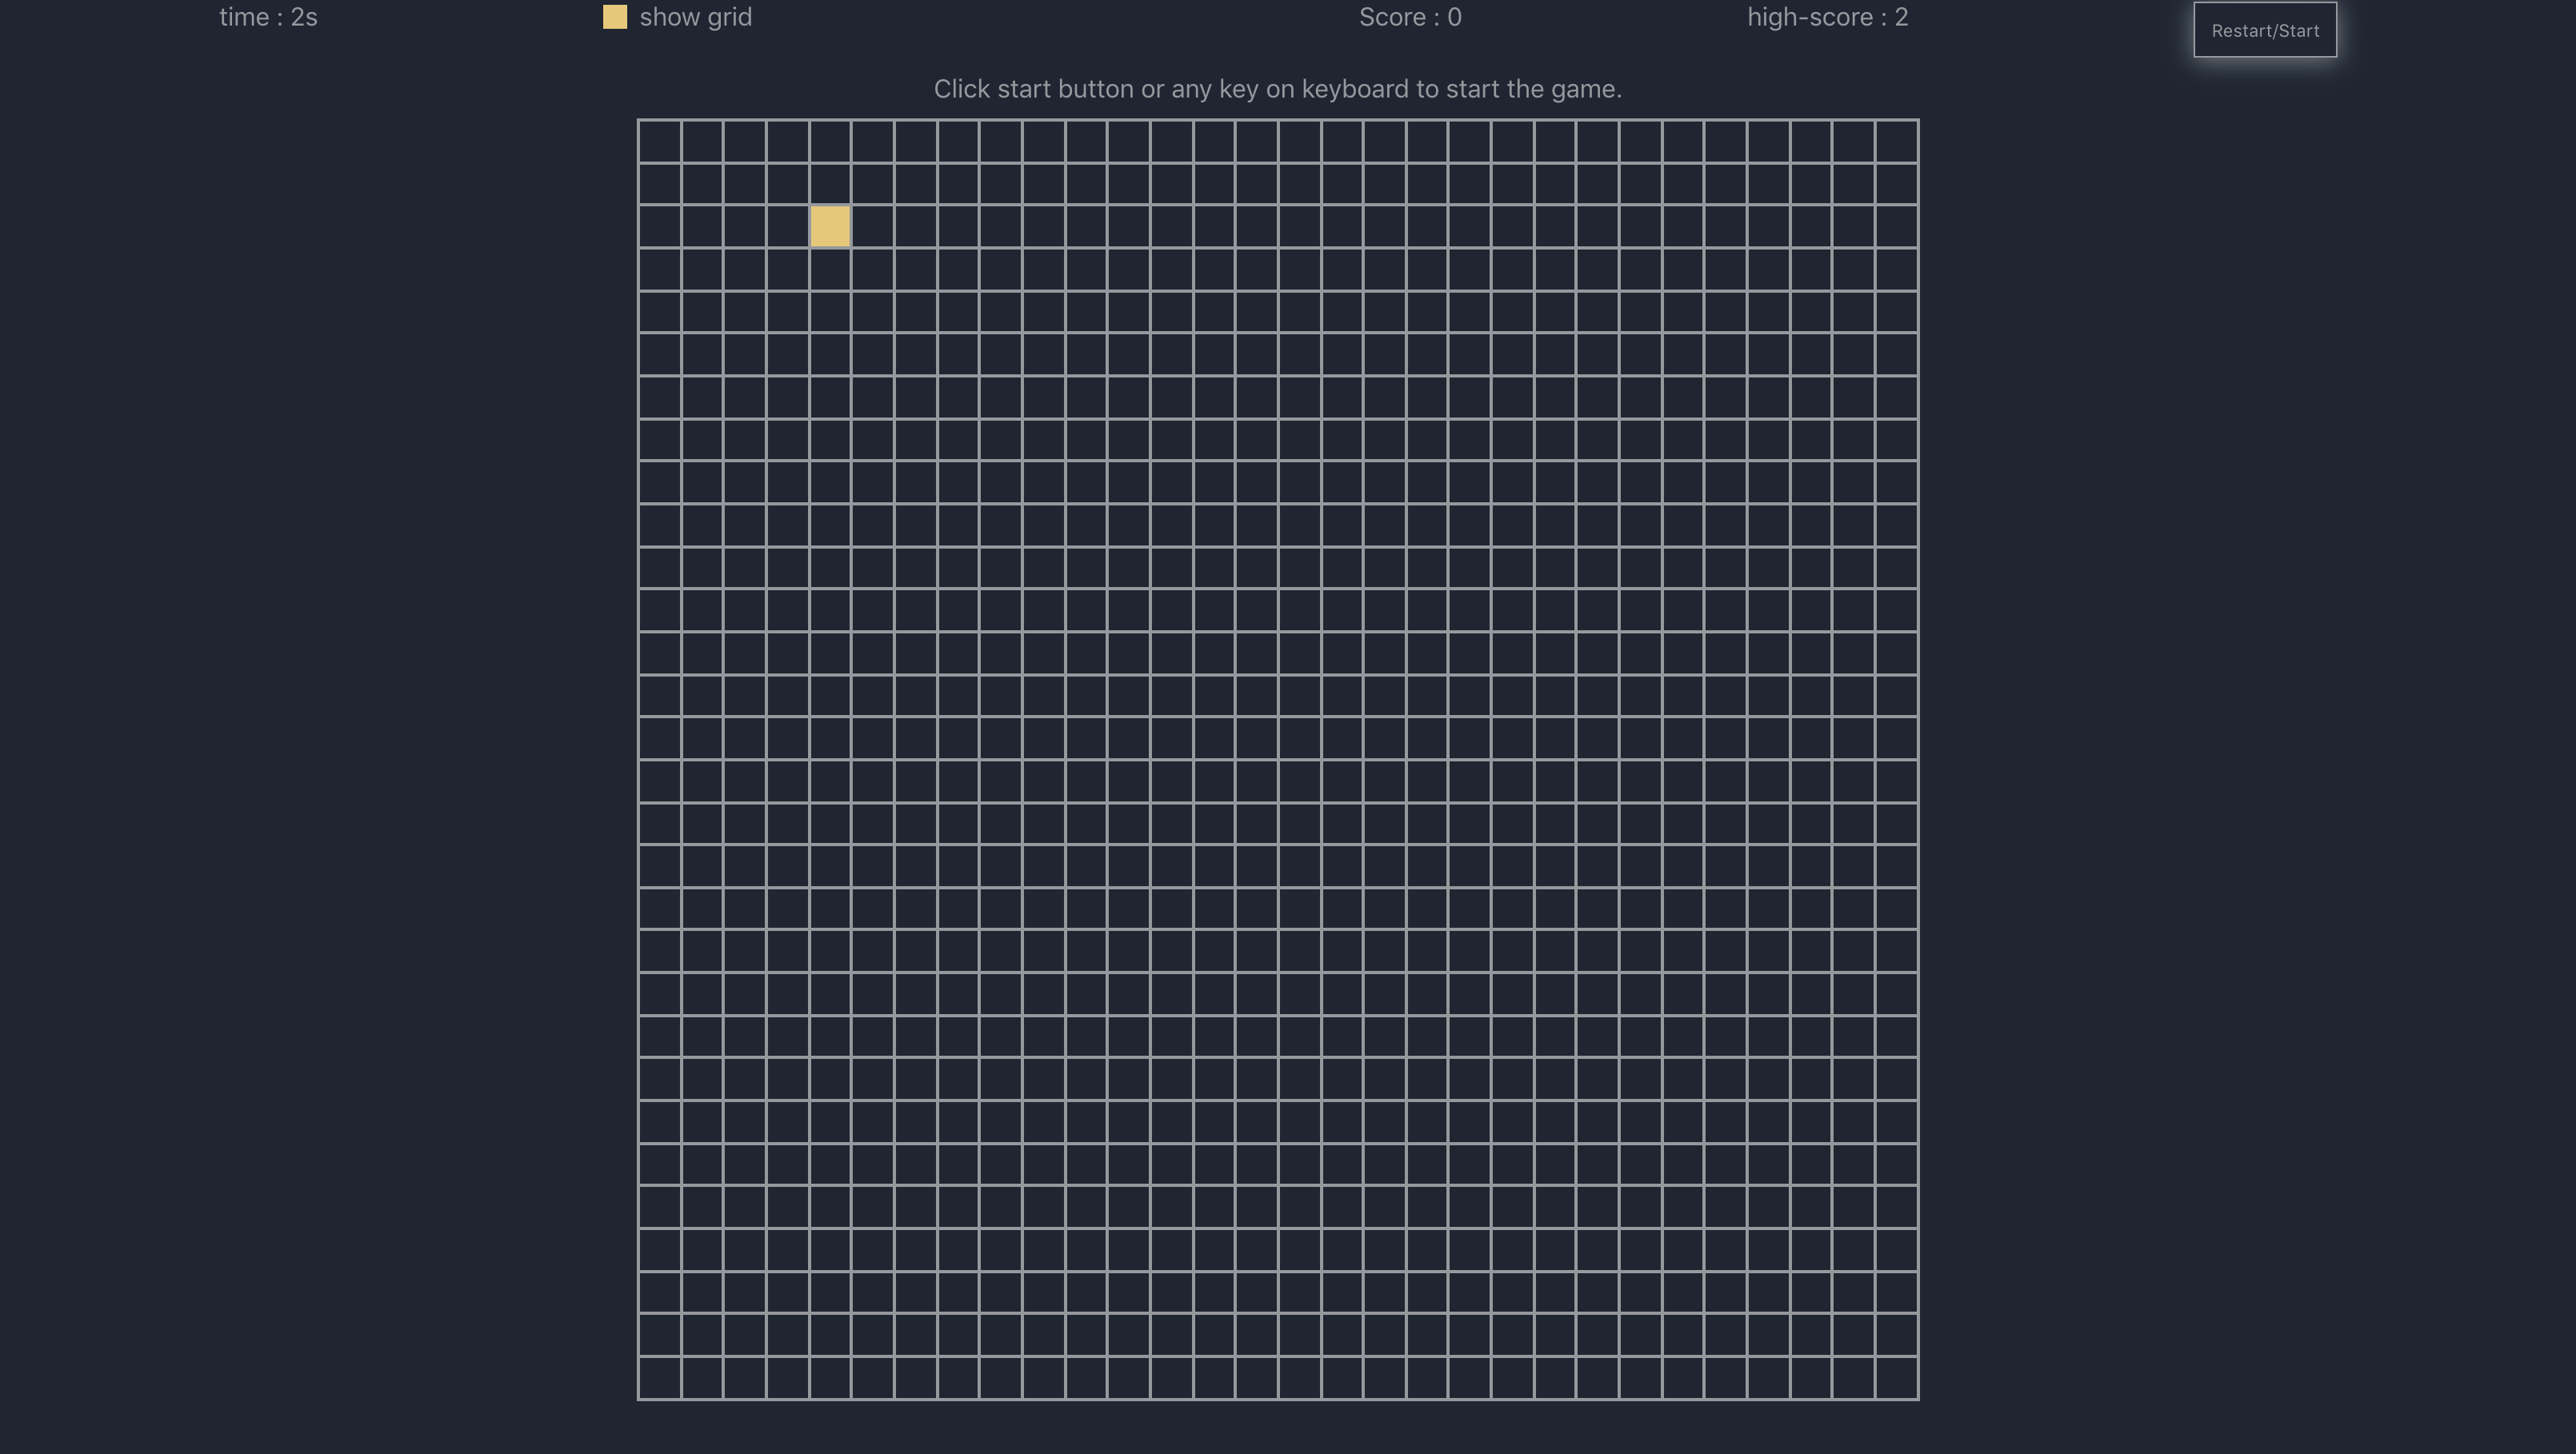 time : 2s show grid Score : 0 high-score : 2 Restart/Start
Click start button or any key on keyboard to start the game.